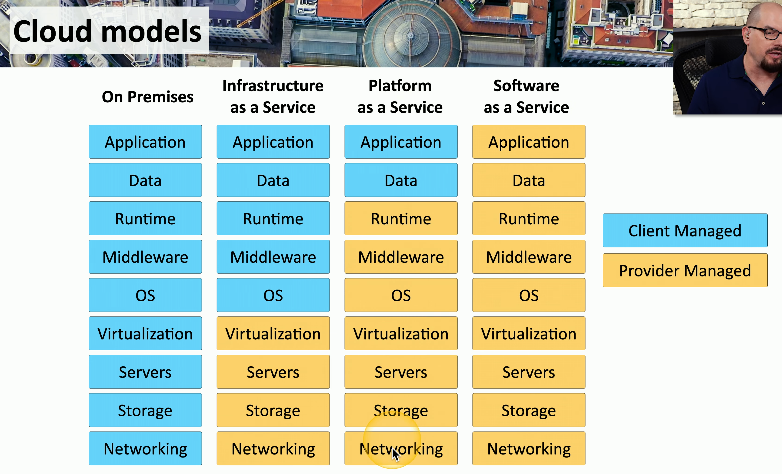 Cloud models
On Premises
Infrastructure
as a Service
Platform
as a Service
Software
as a Service
Application
Application
Application
Application
Data
Data
Data
Data
Runtime
Runtime
Runtime
Runtime
Middleware
Middleware
Middleware
Middleware
OS
OS
OS
OS
Virtualization
Virtualization
Virtualization
Virtualization
Servers
Servers
Servers
Servers
Storage
Storage
Storage
Storage
Networking
Networking
Networking
Networking
Client Managed
Provider Managed